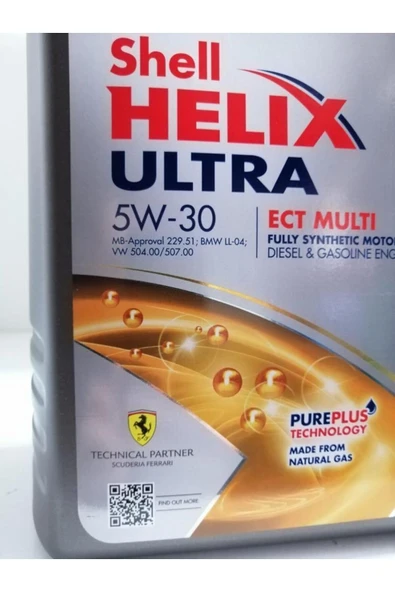 Shell
HELIX
ULTRA
5W-30
MB-Approval 229.51; BMW LL-04;
VW 504.00/507.00
ECT MULTI
FULLY SYNTHETIC MOTO
DIESEL & GASOLINE ENG
PUREPLUS
TECHNOLOGY
MADE FROM
NATURAL GAS
TECHNICAL PARTNER
SCUDERIA FERRARI
FIND OUT MORE